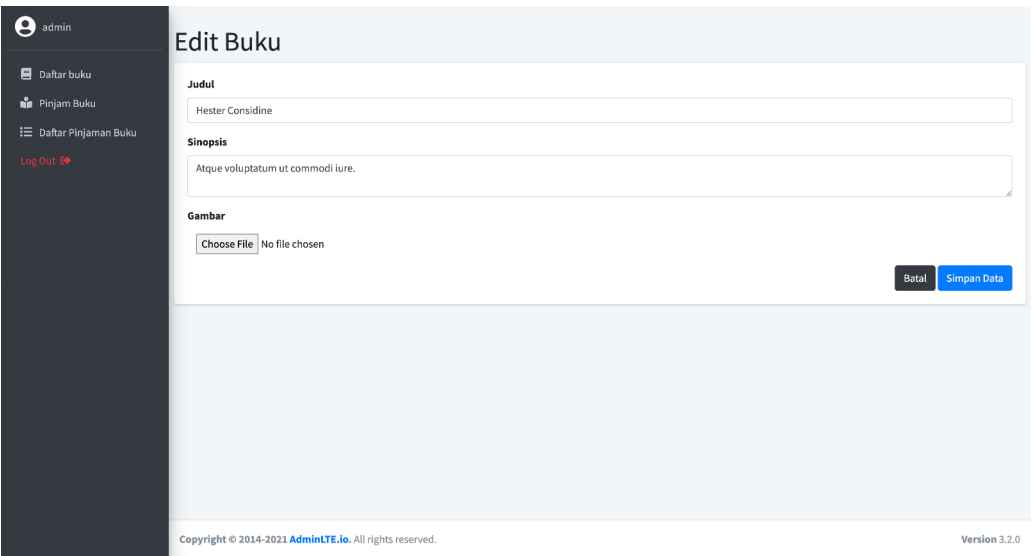 admin
Daftar buku
Pinjam Buku
Daftar Pinjaman Buku
Log Out
Edit Buku
Judul
Hester Considine
Sinopsis
Atque voluptatum ut commodi iure.
Gambar
Choose File No file chosen
Batal Simpan Data
Copyright © 2014-2021 AdminLTE.io. All rights reserved. Version 3.2.0